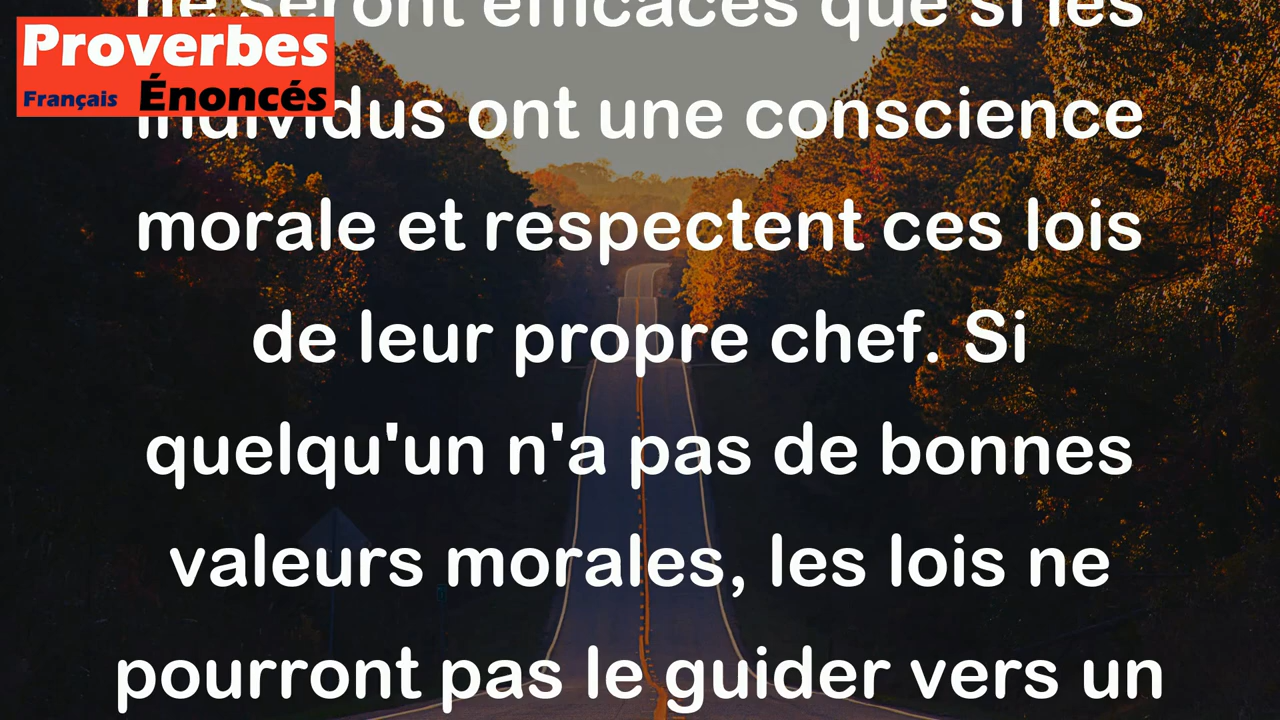 Proverbes
Français Énoncés
ne seront efficaces que si les
individus ont une conscience
morale et respectent ces lois
de leur propre chef. Si
quelqu'un n'a pas de bonnes
valeurs morales, les lois ne
pourront pas le guider vers un